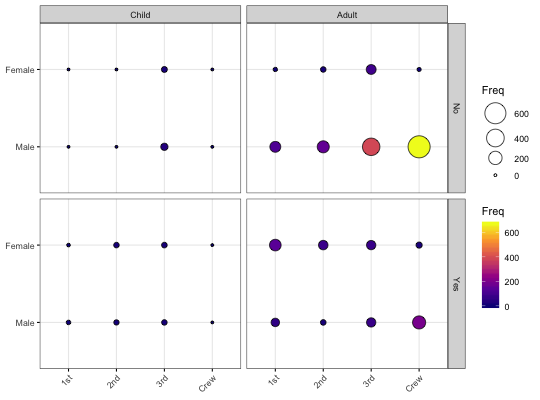 Child Adult
Female
Male
No
Female
Male
Yes
1st 2nd 3rd Crew 1st 2nd 3rd Crew
Freq
600
400
200
0
Freq
600
400
200
0